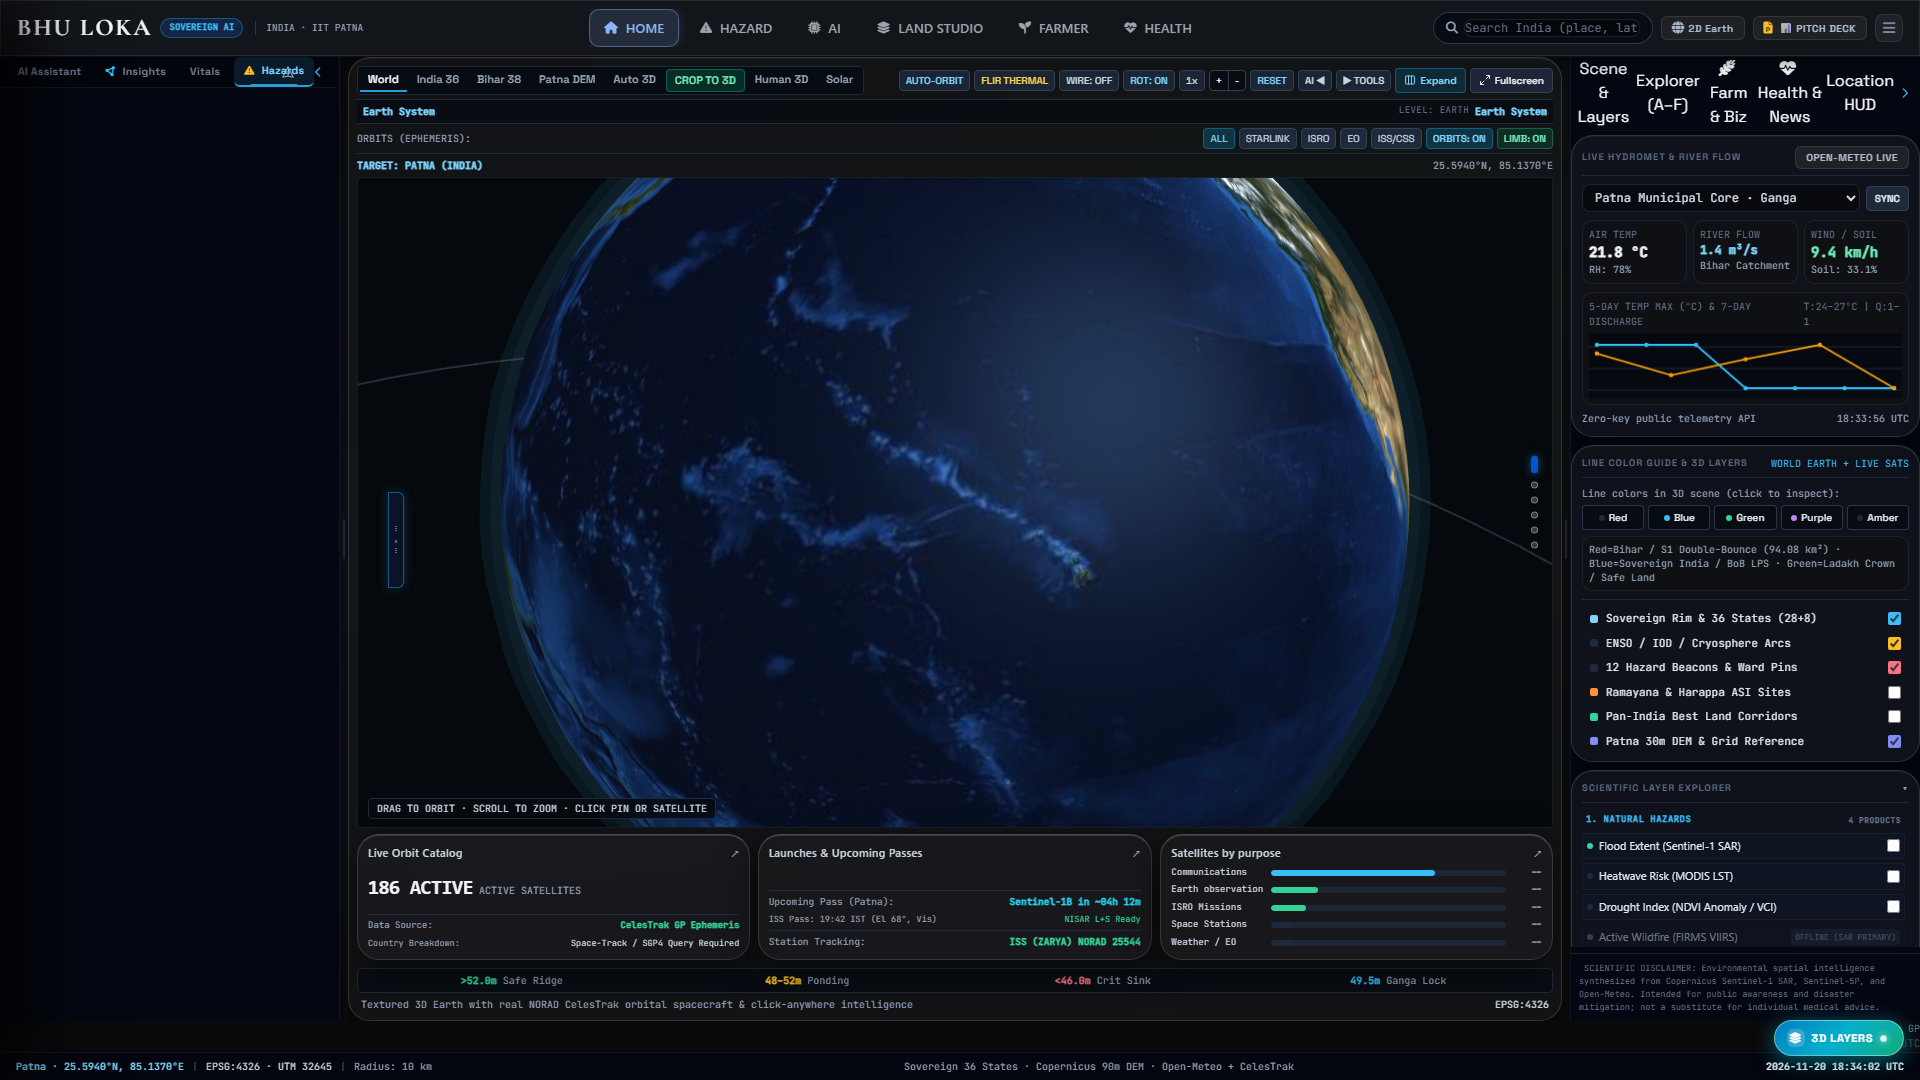 BHU LOKA SOVEREIGN AI INDIA · IIT PATNA
HOME HAZARD AI LAND STUDIO FARMER HEALTH
Search India (place, lat 2D Earth PITCH DECK
AI Assistant Insights Vitals Hazards
World India 36 Bihar 38 Patna DEM Auto 3D CROP TO 3D Human 3D Solar
AUTO-ORBIT FLIR THERMAL WIRE: OFF ROT: ON 1x + - RESET AI ◀ ▶ TOOLS Expand Fullscreen
Earth System LEVEL: EARTH Earth System
ORBITS (EPHEMERIS): ALL STARLINK ISRO EO ISS/CSS ORBITS: ON LIMB: ON
TARGET: PATNA (INDIA) 25.5940°N, 85.1370°E
DRAG TO ORBIT · SCROLL TO ZOOM · CLICK PIN OR SATELLITE
Live Orbit Catalog ↗
186 ACTIVE ACTIVE SATELLITES
Data Source: CelesTrak GP Ephemeris
Country Breakdown: Space-Track / SGP4 Query Required
Launches & Upcoming Passes ↗
Upcoming Pass (Patna): Sentinel-1B in ~04h 12m
ISS Pass: 19:42 IST (El 68°, Vis) NISAR L+S Ready
Station Tracking: ISS (ZARYA) NORAD 25544
Satellites by purpose ↗
Communications —
Earth observation —
ISRO Missions —
Space Stations —
Weather / EO —
>52.0m Safe Ridge 48–52m Ponding <46.0m Crit Sink 49.5m Ganga Lock
Textured 3D Earth with real NORAD CelesTrak orbital spacecraft & click-anywhere intelligence EPSG:4326
Scene & Layers
Explorer (A–F)
Farm & Biz
Health & News
Location HUD
LIVE HYDROMET & RIVER FLOW OPEN-METEO LIVE
Patna Municipal Core · Ganga SYNC
AIR TEMP
21.8 °C
RH: 78%
RIVER FLOW
1.4 m³/s
Bihar Catchment
WIND / SOIL
9.4 km/h
Soil: 33.1%
5-DAY TEMP MAX (°C) & 7-DAY DISCHARGE
T:24–27°C | Q:1–1
Zero-key public telemetry API 18:33:56 UTC
LINE COLOR GUIDE & 3D LAYERS WORLD EARTH + LIVE SATS
Line colors in 3D scene (click to inspect):
Red Blue Green Purple Amber
Red=Bihar / S1 Double-Bounce (94.08 km²) ·
Blue=Sovereign India / BoB LPS · Green=Ladakh Crown
/ Safe Land
Sovereign Rim & 36 States (28+8)
ENSO / IOD / Cryosphere Arcs
12 Hazard Beacons & Ward Pins
Ramayana & Harappa ASI Sites
Pan-India Best Land Corridors
Patna 30m DEM & Grid Reference
SCIENTIFIC LAYER EXPLORER
1. NATURAL HAZARDS 4 PRODUCTS
Flood Extent (Sentinel-1 SAR)
Heatwave Risk (MODIS LST)
Drought Index (NDVI Anomaly / VCI)
Active Wildfire (FIRMS VIIRS) OFFLINE (SAR PRIMARY)
SCIENTIFIC DISCLAIMER: Environmental spatial intelligence
synthesized from Copernicus Sentinel-1 SAR, Sentinel-5P, and
Open-Meteo. Intended for public awareness and disaster
mitigation; not a substitute for individual medical advice.
3D LAYERS
Patna · 25.5940°N, 85.1370°E | EPSG:4326 · UTM 32645 | Radius: 10 km
Sovereign 36 States · Copernicus 90m DEM · Open-Meteo + CelesTrak
2026-11-20 18:34:02 UTC